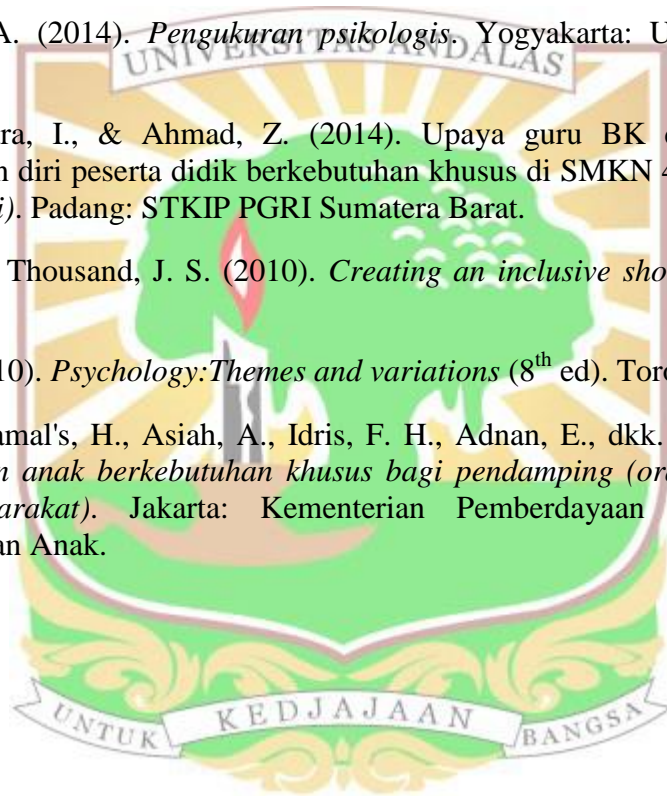 A. (2014). Pengukuran psikologis. Yogyakarta: U
UNIVERSITAS ANDALAS
ra, I., & Ahmad, Z. (2014). Upaya guru BK
n diri peserta didik berkebutuhan khusus di SMKN 4
i). Padang: STKIP PGRI Sumatera Barat.
Thousand, J. S. (2010). Creating an inclusive sho
10). Psychology:Themes and variations (8th ed). Toro
amal's, H., Asiah, A., Idris, F. H., Adnan, E., dkk.
n anak berkebutuhan khusus bagi pendamping (or
arakat). Jakarta: Kementerian Pemberdayaan
an Anak.
UNTUK KEDJAJAAN BANGSA